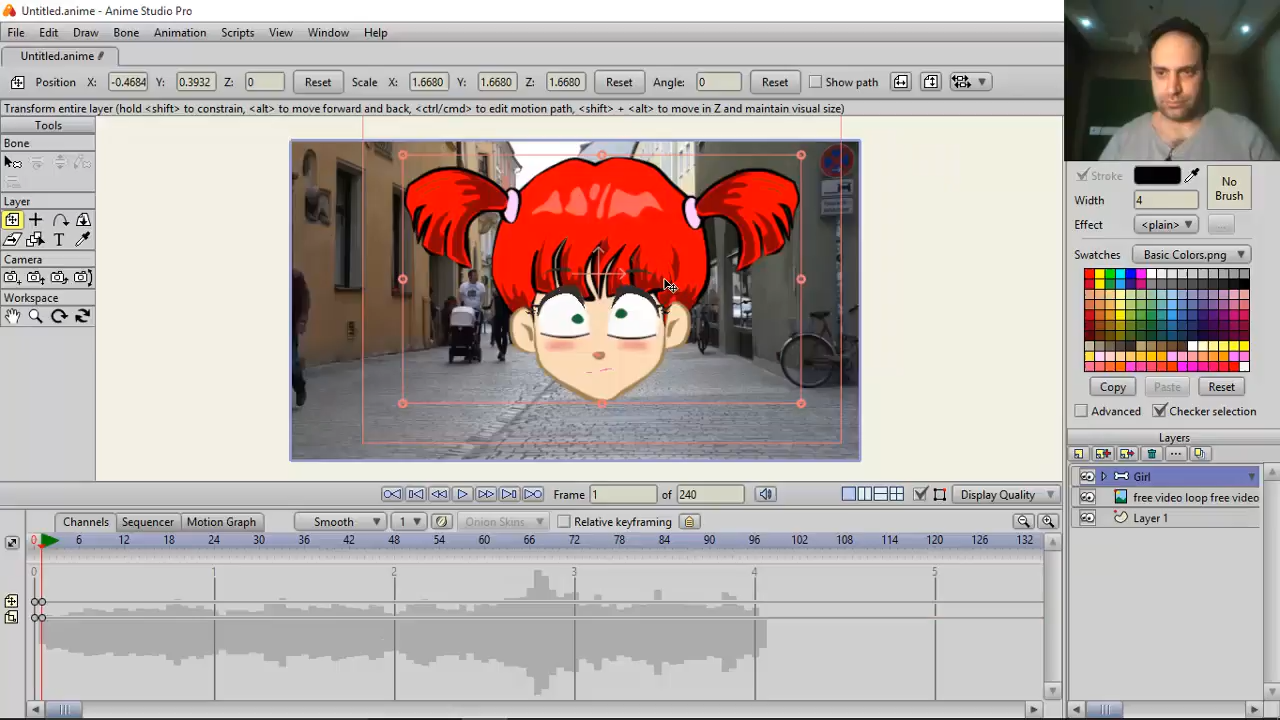 Untitled.anime - Anime Studio Pro
File Edit Draw Bone Animation Scripts View Window Help
Untitled.anime
Position X: -0.4684 Y: 0.3932 Z: 0 Reset Scale X: 1.6680 Y: 1.6680 Z: 1.6680 Reset Angle: 0 Reset Show path
Transform entire layer (hold <shift> to constrain, <alt> to move forward and back, <ctrl/cmd> to edit motion path, <shift> + <alt> to move in Z and maintain visual size)
Tools
Bone
Layer
T
Camera
Workspace
Stroke
No Brush
Width 4
Effect <plain> ...
Swatches Basic Colors.png
Copy Paste Reset
Advanced Checker selection
Layers
Girl
free video loop free video
Layer 1
Frame 1 of 240 Display Quality
Channels Sequencer Motion Graph Smooth 1 Onion Skins Relative keyframing
0 6 12 18 24 30 36 42 48 54 60 66 72 78 84 90 96 102 108 114 120 126 132
0 1 2 3 4 5